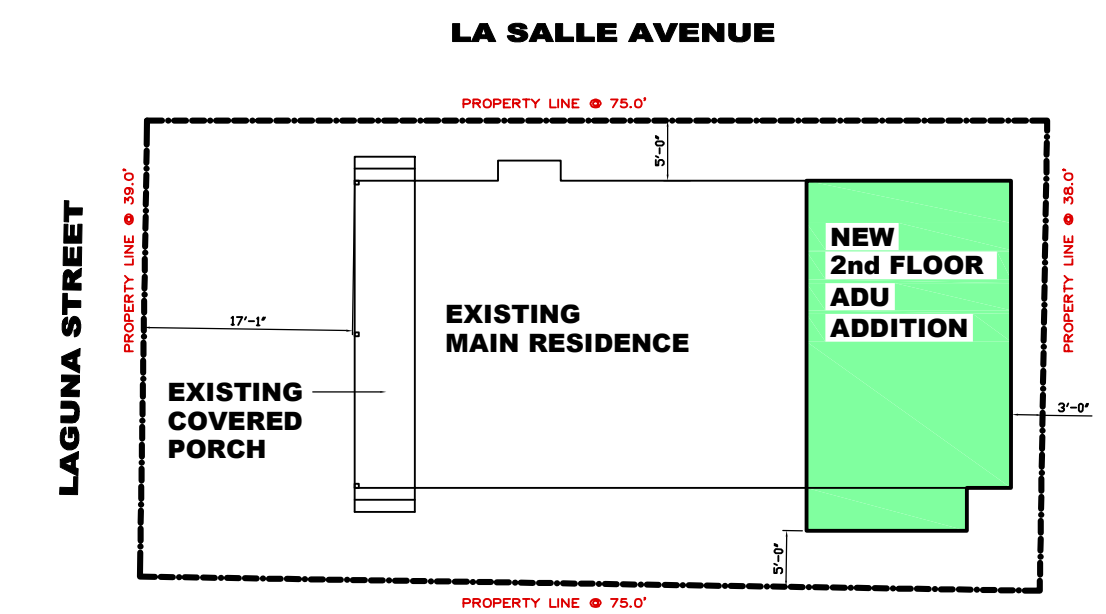 LA SALLE AVENUE
PROPERTY LINE @ 75.0'
5'-0"
PROPERTY LINE @ 39.0'
PROPERTY LINE @ 38.0'
LAGUNA STREET
NEW
2nd FLOOR
ADU
ADDITION
17'-1"
EXISTING
MAIN RESIDENCE
EXISTING
COVERED
PORCH
3'-0"
5'-0"
PROPERTY LINE @ 75.0'